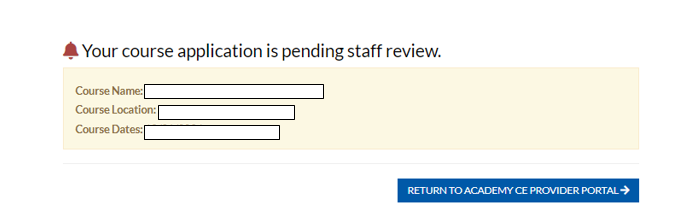 Your course application is pending staff review.
Course Name:
Course Location:
Course Dates:
RETURN TO ACADEMY CE PROVIDER PORTAL